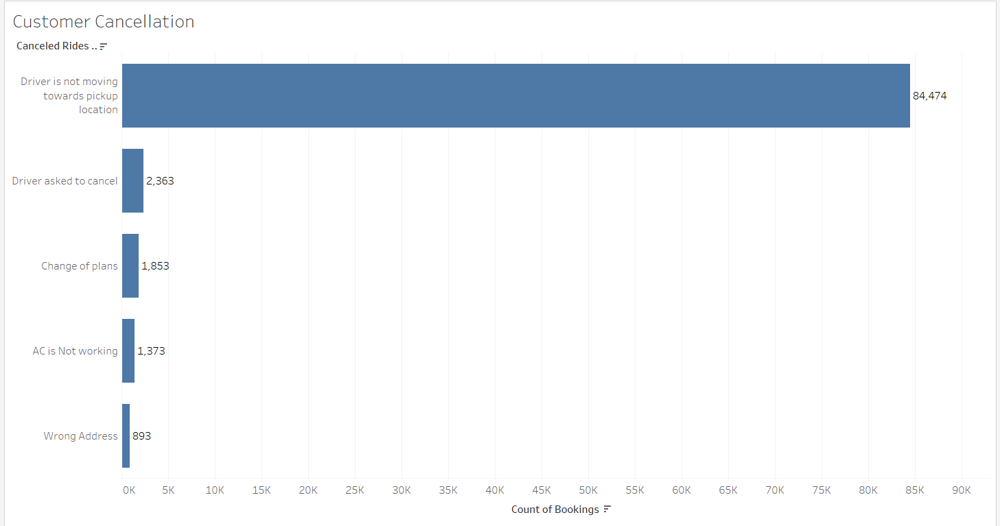 Customer Cancellation
Canceled Rides ..
Driver is not moving
towards pickup
location
84,474
Driver asked to cancel
2,363
Change of plans
1,853
AC is Not working
1,373
Wrong Address
893
0K 5K 10K 15K 20K 25K 30K 35K 40K 45K 50K 55K 60K 65K 70K 75K 80K 85K 90K
Count of Bookings